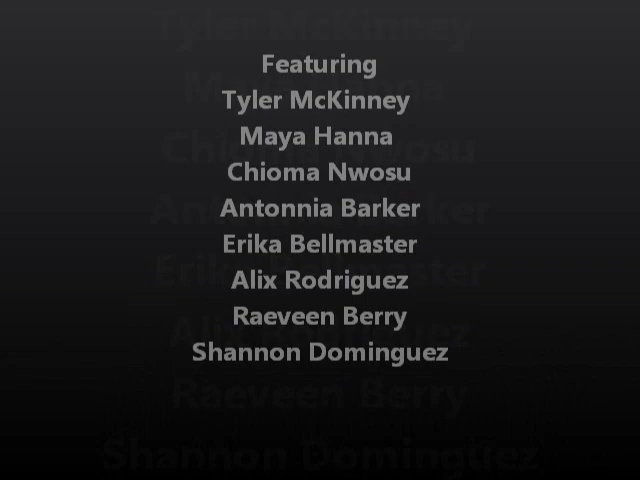 Featuring
Tyler McKinney
Maya Hanna
Chioma Nwosu
Antonnia Barker
Erika Bellmaster
Alix Rodriguez
Raeveen Berry
Shannon Dominguez